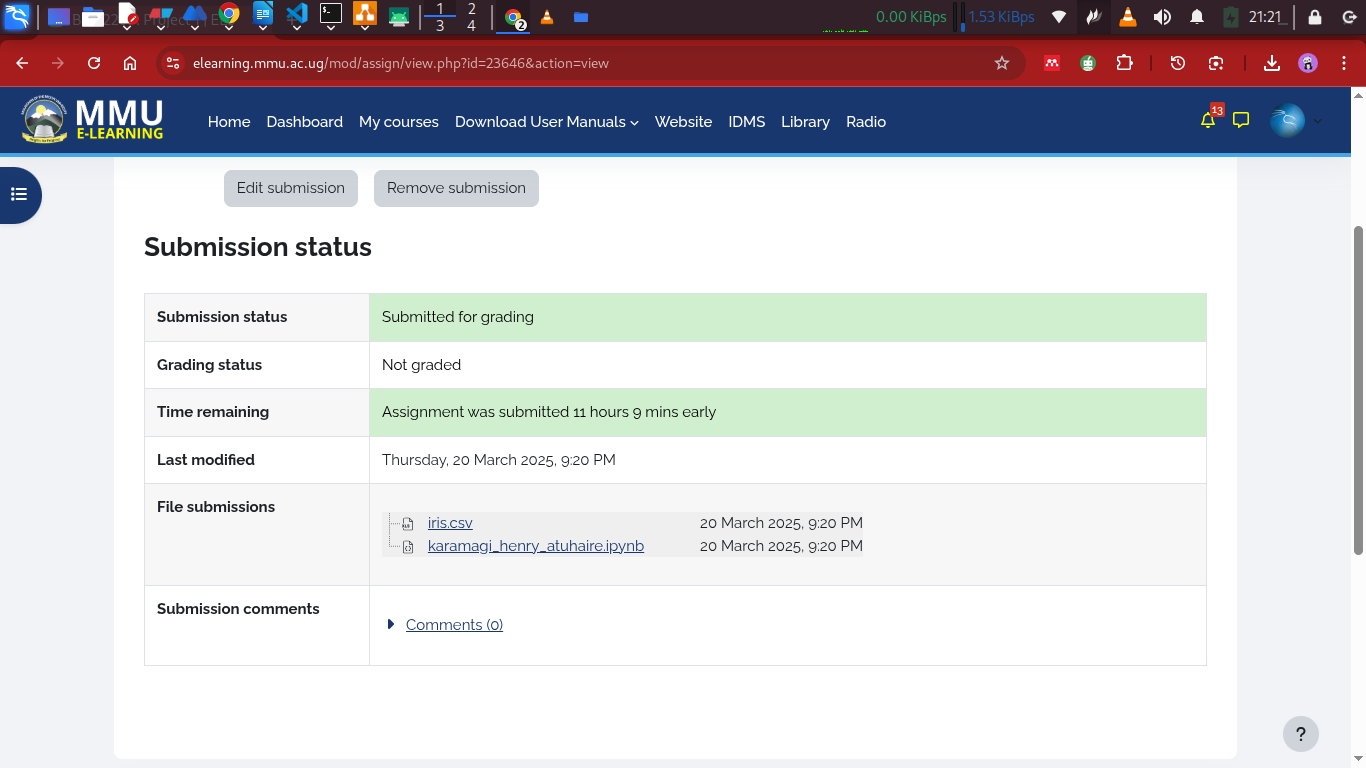 1 2
3 4
2
0.00 KiBps 1.53 KiBps 21:21
elearning.mmu.ac.ug/mod/assign/view.php?id=23646&action=view
MMU
E-LEARNING
Home Dashboard My courses Download User Manuals Website IDMS Library Radio
13
Edit submission Remove submission
Submission status
Submission status Submitted for grading
Grading status Not graded
Time remaining Assignment was submitted 11 hours 9 mins early
Last modified Thursday, 20 March 2025, 9:20 PM
File submissions
iris.csv 20 March 2025, 9:20 PM
karamagi_henry_atuhaire.ipynb 20 March 2025, 9:20 PM
Submission comments
Comments (0)
?